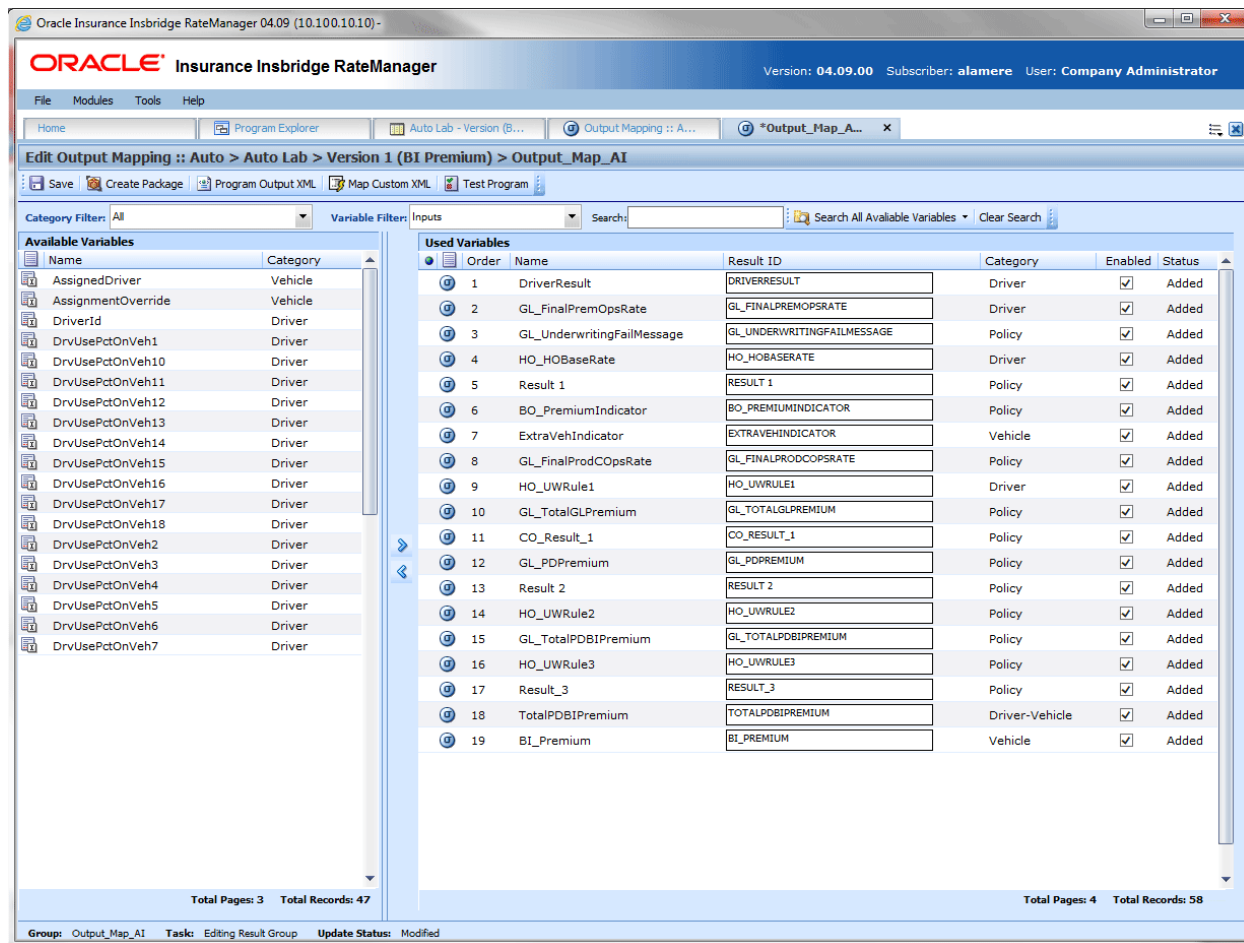 Oracle Insurance Insbridge RateManager 04.09 (10.100.10.10) -
ORACLE Insurance Insbridge RateManager
Version: 04.09.00 Subscriber: alamere User: Company Administrator
File Modules Tools Help
Home Program Explorer Auto Lab - Version (B... Output Mapping :: A... *Output_Map_A... x
Edit Output Mapping :: Auto > Auto Lab > Version 1 (BI Premium) > Output_Map_AI
Save Create Package Program Output XML Map Custom XML Test Program
Category Filter: All Variable Filter: Inputs Search: Search All Avaliable Variables Clear Search
Available Variables
Name Category
AssignedDriver Vehicle
AssignmentOverride Vehicle
DriverId Driver
DrvUsePctOnVeh1 Driver
DrvUsePctOnVeh10 Driver
DrvUsePctOnVeh11 Driver
DrvUsePctOnVeh12 Driver
DrvUsePctOnVeh13 Driver
DrvUsePctOnVeh14 Driver
DrvUsePctOnVeh15 Driver
DrvUsePctOnVeh16 Driver
DrvUsePctOnVeh17 Driver
DrvUsePctOnVeh18 Driver
DrvUsePctOnVeh2 Driver
DrvUsePctOnVeh3 Driver
DrvUsePctOnVeh4 Driver
DrvUsePctOnVeh5 Driver
DrvUsePctOnVeh6 Driver
DrvUsePctOnVeh7 Driver
Total Pages: 3 Total Records: 47
Used Variables
Order Name Result ID Category Enabled Status
1 DriverResult DRIVERRESULT Driver Added
2 GL_FinalPremOpsRate GL_FINALPREMOPSRATE Driver Added
3 GL_UnderwritingFailMessage GL_UNDERWRITINGFAILMESSAGE Policy Added
4 HO_HOBaseRate HO_HOBASERATE Driver Added
5 Result 1 RESULT 1 Policy Added
6 BO_PremiumIndicator BO_PREMIUMINDICATOR Policy Added
7 ExtraVehIndicator EXTRAVEHINDICATOR Vehicle Added
8 GL_FinalProdCOpsRate GL_FINALPRODCOPSRATE Policy Added
9 HO_UWRule1 HO_UWRULE1 Driver Added
10 GL_TotalGLPremium GL_TOTALGLPREMIUM Policy Added
11 CO_Result_1 CO_RESULT_1 Policy Added
12 GL_PDPremium GL_PDPREMIUM Policy Added
13 Result 2 RESULT 2 Policy Added
14 HO_UWRule2 HO_UWRULE2 Policy Added
15 GL_TotalPDBIPremium GL_TOTALPDBIPREMIUM Policy Added
16 HO_UWRule3 HO_UWRULE3 Policy Added
17 Result_3 RESULT_3 Policy Added
18 TotalPDBIPremium TOTALPDBIPREMIUM Driver-Vehicle Added
19 BI_Premium BI_PREMIUM Vehicle Added
Total Pages: 4 Total Records: 58
Group: Output_Map_AI Task: Editing Result Group Update Status: Modified